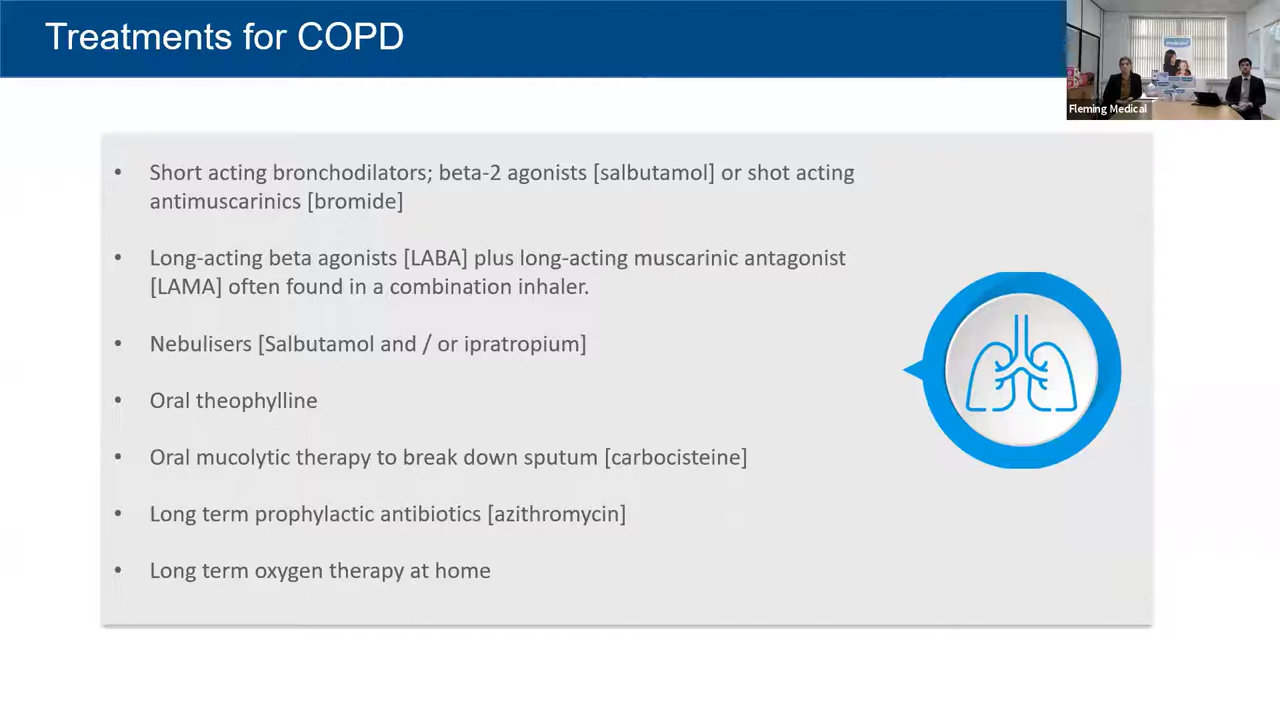 Treatments for COPD
Fleming Medical
• Short acting bronchodilators; beta-2 agonists [salbutamol] or shot acting
antimuscarinics [bromide]
• Long-acting beta agonists [LABA] plus long-acting muscarinic antagonist
[LAMA] often found in a combination inhaler.
• Nebulisers [Salbutamol and / or ipratropium]
• Oral theophylline
• Oral mucolytic therapy to break down sputum [carbocisteine]
• Long term prophylactic antibiotics [azithromycin]
• Long term oxygen therapy at home